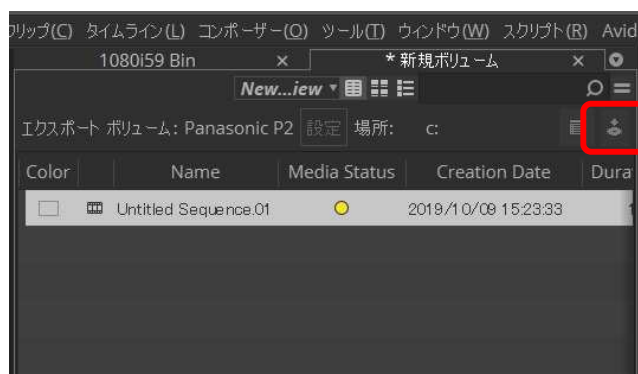 リップ(C) タイムライン(L) コンポーザー(O) ツール(T) ウィンドウ(W) スクリプト(R) Avid
1080i59 Bin × * 新規ボリューム ×
New...iew
エクスポート ボリューム: Panasonic P2 設定 場所: c:
Color Name Media Status Creation Date Dura
Untitled Sequence.01 2019/10/09 15:23:33 1